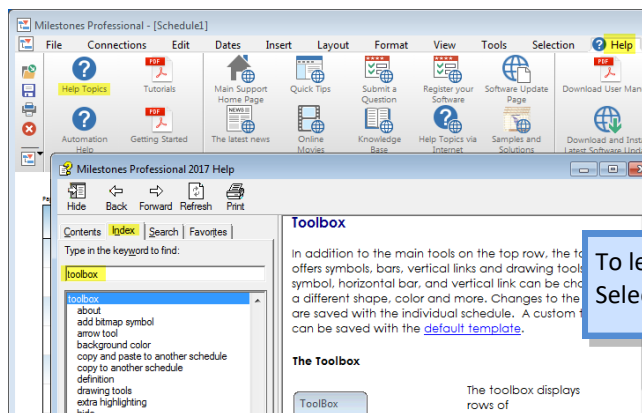 Milestones Professional - [Schedule1]
File Connections Edit Dates Insert Layout Format View Tools Selection Help
Help Topics
Tutorials
Main Support
Home Page
Quick Tips
Submit a
Question
Register your
Software
Software Update
Page
Download User Man
Automation
Help
Getting Started
The latest news
Online
Movies
Knowledge
Base
Help Topics via
Internet
Samples and
Solutions
Download and Inst
Latest Software Upd
Milestones Professional 2017 Help
Hide Back Forward Refresh Print
Contents Index Search Favorites
Type in the keyword to find:
toolbox
toolbox
about
add bitmap symbol
arrow tool
background color
copy and paste to another schedule
copy to another schedule
definition
drawing tools
extra highlighting
hide
Toolbox
In addition to the main tools on the top row, the to
offers symbols, bars, vertical links and drawing tools
symbol, horizontal bar, and vertical link can be cha
a different shape, color and more. Changes to the
are saved with the individual schedule. A custom t
can be saved with the default template.
The Toolbox
ToolBox
The toolbox displays
rows of
To le
Selec